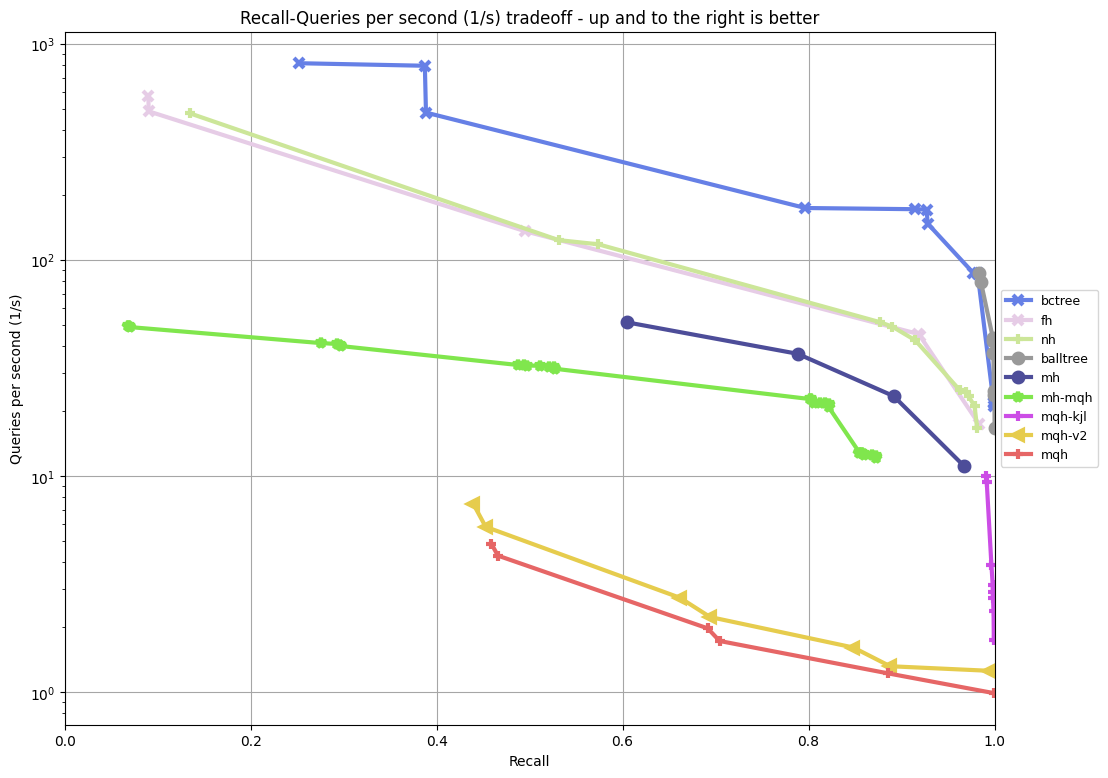 Recall-Queries per second (1/s) tradeoff - up and to the right is better
Queries per second (1/s)
10³
10²
10¹
10⁰
0.0 0.2 0.4 0.6 0.8 1.0
Recall
bctree
fh
nh
balltree
mh
mh-mqh
mqh-kjl
mqh-v2
mqh